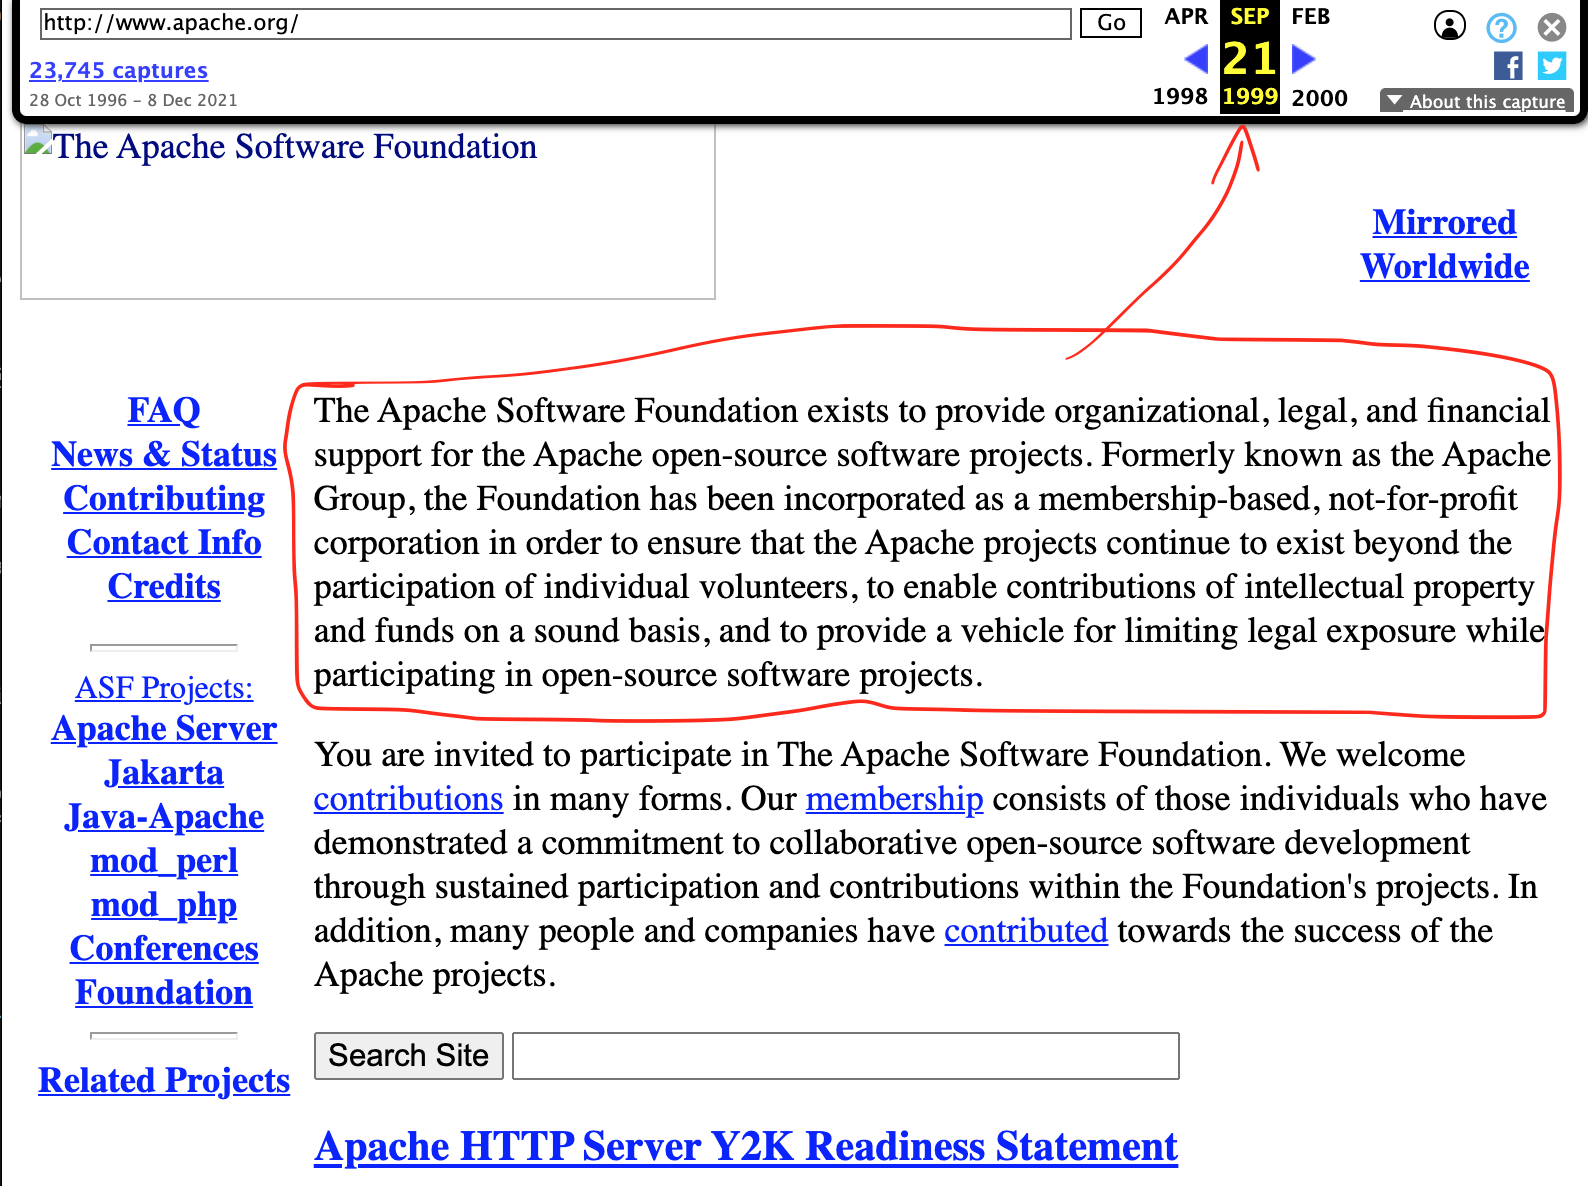 http://www.apache.org/
Go
APR SEP FEB
21
1998 1999 2000
23,745 captures
28 Oct 1996 – 8 Dec 2021
About this capture
The Apache Software Foundation
Mirrored
Worldwide
FAQ
News & Status
Contributing
Contact Info
Credits
ASF Projects:
Apache Server
Jakarta
Java-Apache
mod_perl
mod_php
Conferences
Foundation
Related Projects
The Apache Software Foundation exists to provide organizational, legal, and financial
support for the Apache open-source software projects. Formerly known as the Apache
Group, the Foundation has been incorporated as a membership-based, not-for-profit
corporation in order to ensure that the Apache projects continue to exist beyond the
participation of individual volunteers, to enable contributions of intellectual property
and funds on a sound basis, and to provide a vehicle for limiting legal exposure while
participating in open-source software projects.
You are invited to participate in The Apache Software Foundation. We welcome
contributions in many forms. Our membership consists of those individuals who have
demonstrated a commitment to collaborative open-source software development
through sustained participation and contributions within the Foundation's projects. In
addition, many people and companies have contributed towards the success of the
Apache projects.
Search Site
Apache HTTP Server Y2K Readiness Statement